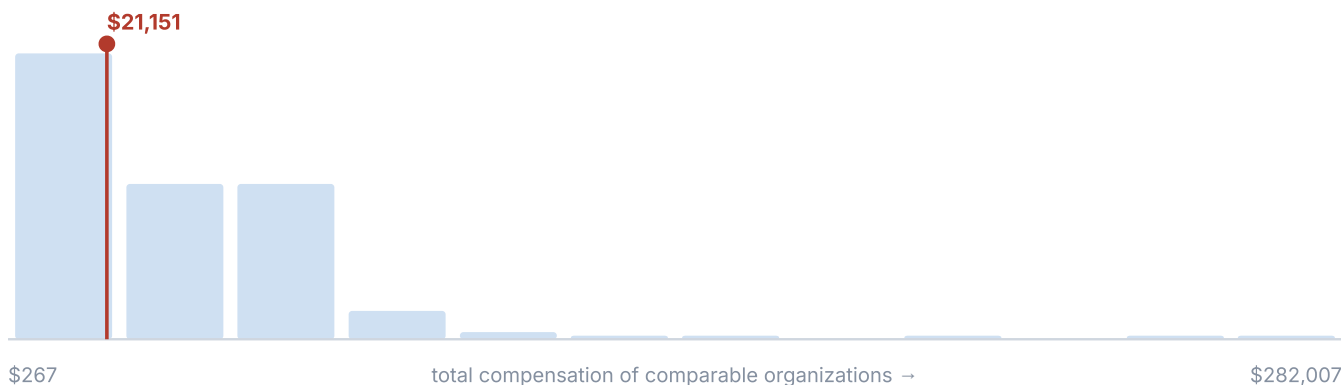 $21,151
$267
total compensation of comparable organizations →
$282,007